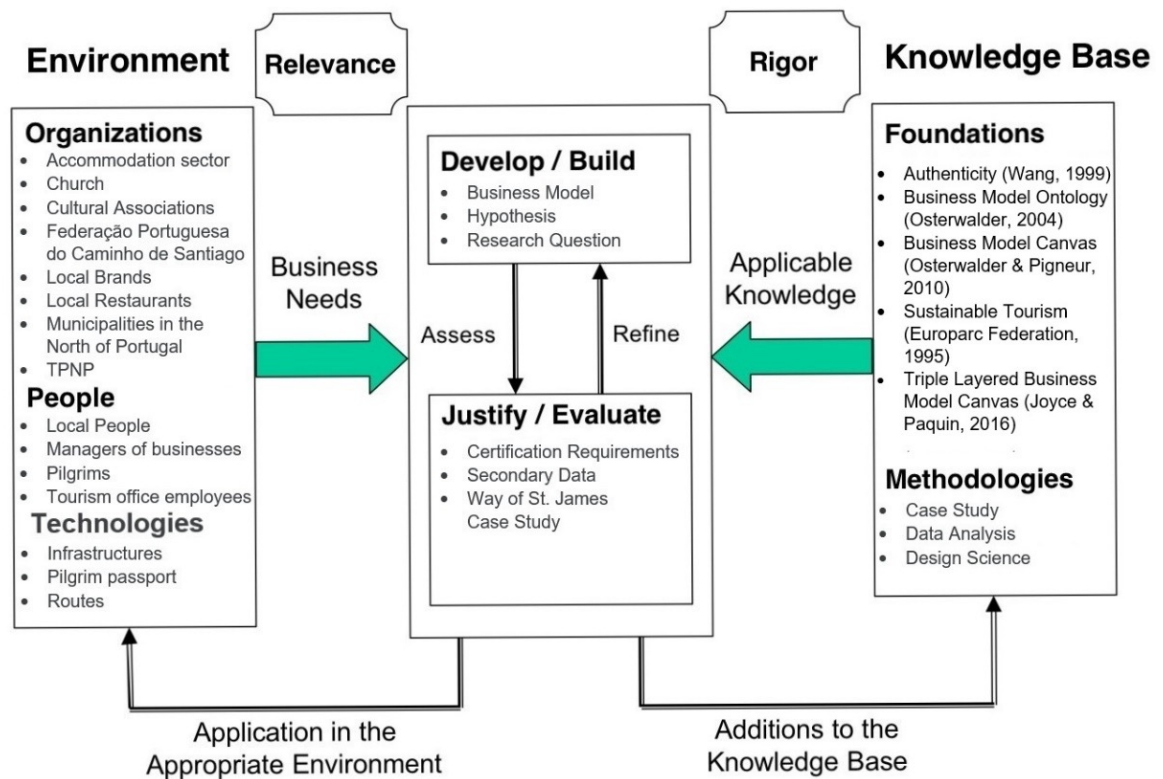 Environment
Relevance
Rigor
Knowledge Base
Organizations
• Accommodation sector
• Church
• Cultural Associations
• Federação Portuguesa
do Caminho de Santiago
• Local Brands
• Local Restaurants
• Municipalities in the
North of Portugal
• TPNP
People
• Local People
• Managers of businesses
• Pilgrims
• Tourism office employees
Technologies
• Infrastructures
• Pilgrim passport
• Routes
Business
Needs
Develop / Build
• Business Model
• Hypothesis
• Research Question
Assess
Refine
Justify / Evaluate
• Certification Requirements
• Secondary Data
• Way of St. James
Case Study
Applicable
Knowledge
Foundations
• Authenticity (Wang, 1999)
• Business Model Ontology
(Osterwalder, 2004)
• Business Model Canvas
(Osterwalder & Pigneur,
2010)
• Sustainable Tourism
(Europarc Federation,
1995)
• Triple Layered Business
Model Canvas (Joyce &
Paquin, 2016)
Methodologies
• Case Study
• Data Analysis
• Design Science
Application in the
Appropriate Environment
Additions to the
Knowledge Base